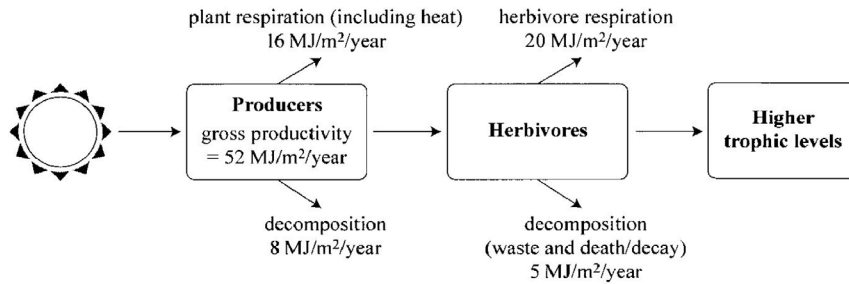 plant respiration (including heat)
16 MJ/m²/year
herbivore respiration
20 MJ/m²/year
Producers
gross productivity
= 52 MJ/m²/year
Herbivores
Higher
trophic levels
decomposition
8 MJ/m²/year
decomposition
(waste and death/decay)
5 MJ/m²/year